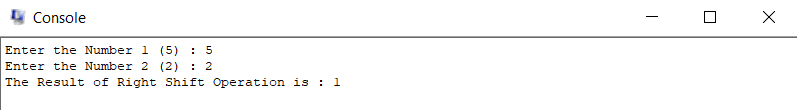 Console
Enter the Number 1 (5) : 5
Enter the Number 2 (2) : 2
The Result of Right Shift Operation is : 1